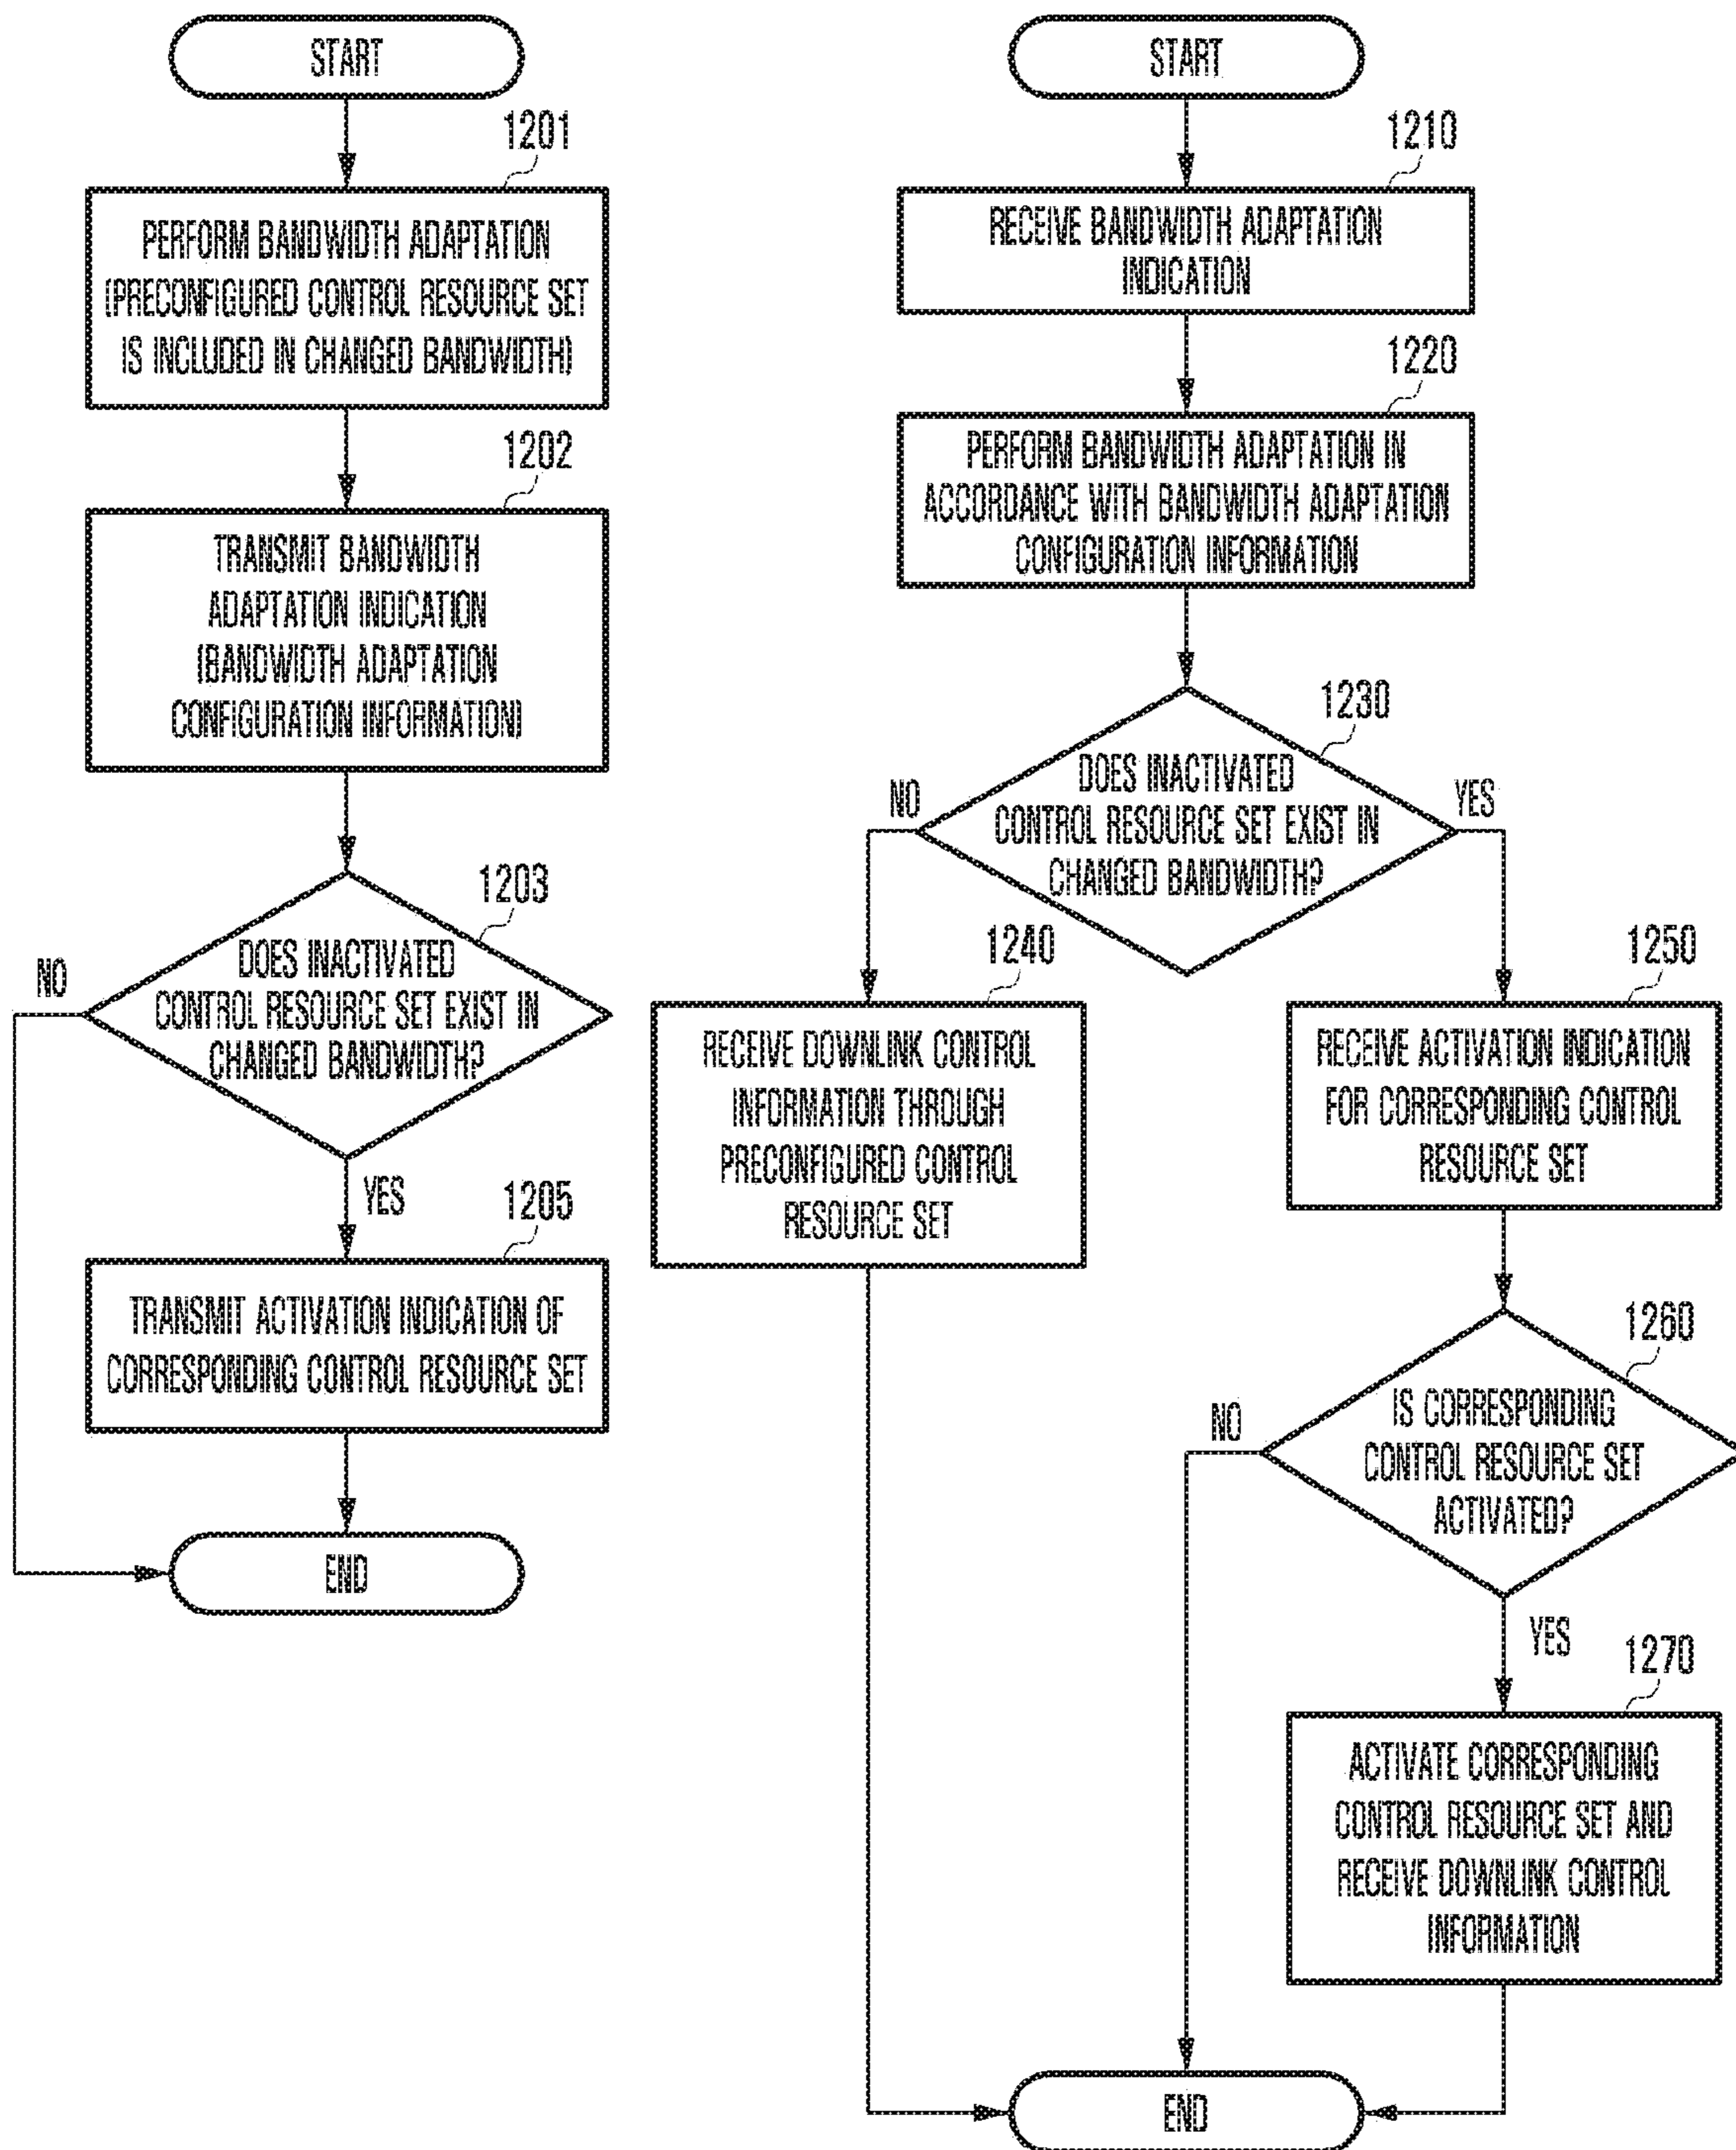 START
1201
PERFORM BANDWIDTH ADAPTATION
(PRECONFIGURED CONTROL RESOURCE SET
IS INCLUDED IN CHANGED BANDWIDTH)
1202
TRANSMIT BANDWIDTH
ADAPTATION INDICATION
(BANDWIDTH ADAPTATION
CONFIGURATION INFORMATION)
1203
DOES INACTIVATED
CONTROL RESOURCE SET EXIST IN
CHANGED BANDWIDTH?
NO
YES
1205
TRANSMIT ACTIVATION INDICATION OF
CORRESPONDING CONTROL RESOURCE SET
END
START
1210
RECEIVE BANDWIDTH ADAPTATION
INDICATION
1220
PERFORM BANDWIDTH ADAPTATION IN
ACCORDANCE WITH BANDWIDTH ADAPTATION
CONFIGURATION INFORMATION
1230
DOES INACTIVATED
CONTROL RESOURCE SET EXIST IN
CHANGED BANDWIDTH?
NO
YES
1240
RECEIVE DOWNLINK CONTROL
INFORMATION THROUGH
PRECONFIGURED CONTROL
RESOURCE SET
1250
RECEIVE ACTIVATION INDICATION
FOR CORRESPONDING CONTROL
RESOURCE SET
1260
IS CORRESPONDING
CONTROL RESOURCE SET
ACTIVATED?
NO
YES
1270
ACTIVATE CORRESPONDING
CONTROL RESOURCE SET AND
RECEIVE DOWNLINK CONTROL
INFORMATION
END